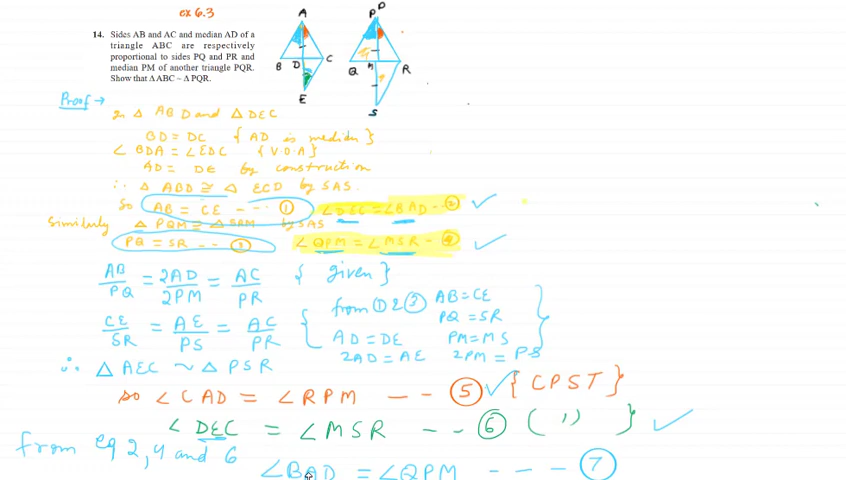 ex 6.3
14. Sides AB and AC and median AD of a
triangle ABC are respectively
proportional to sides PQ and PR and
median PM of another triangle PQR.
Show that Δ ABC ~ Δ PQR.
A
B D C
E
P P
Q M R
S
Proof →
In Δ ABD and Δ DEC
BD = DC { AD is median }
∠ BDA = ∠ EDC { V.O.A }
AD = DE by construction
∴ Δ ABD ≅ Δ ECD by SAS.
So AB = CE --- ① ∠DEC = ∠BAD -- ②
Similarly Δ PQM ≅ Δ SRM by SAS
PQ = SR -- ③ ∠ QPM = ∠ MSR - ④
AB/PQ = 2AD/2PM = AC/PR { given }
CE/SR = AE/PS = AC/PR { from ① & ③ AB = CE
PQ = SR
AD = DE PM = MS
2AD = AE 2PM = PS }
∴ Δ AEC ~ Δ PSR
so ∠ CAD = ∠ RPM -- -- ⑤ { CPST }
∠ DEC = ∠ MSR -- -- ⑥ ( 11 }
from eq 2, 4 and 6
∠ BAD = ∠ QPM -- -- -- ⑦